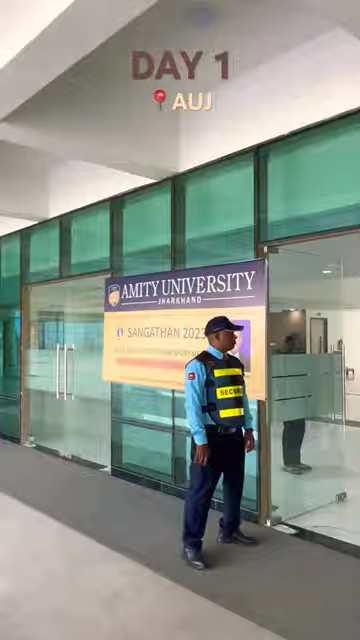 DAY 1
📍 AUJ
AMITY UNIVERSITY
JHARKHAND
SANGATHAN 2023
SECURITY